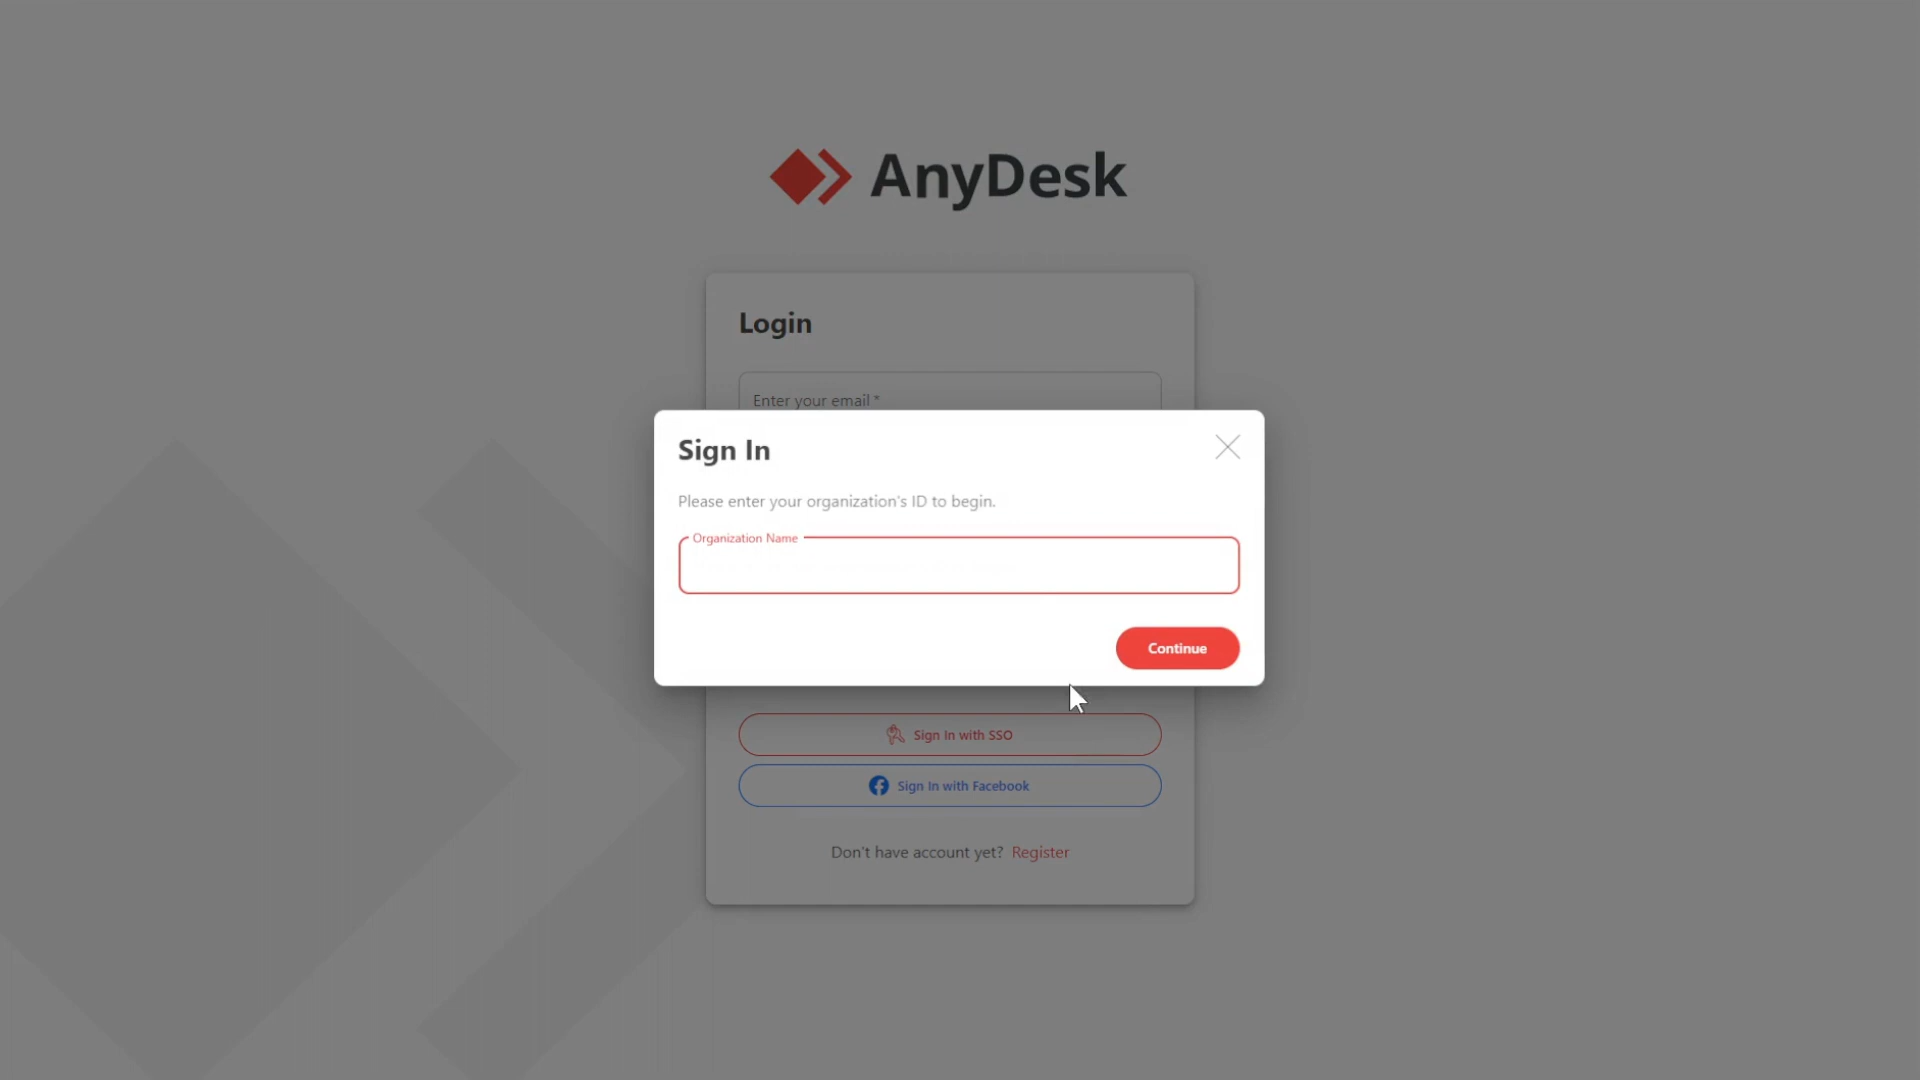 AnyDesk
Login
Enter your email *
Sign In
Please enter your organization's ID to begin.
Organization Name
Continue
Sign In with SSO
Sign In with Facebook
Don't have account yet? Register